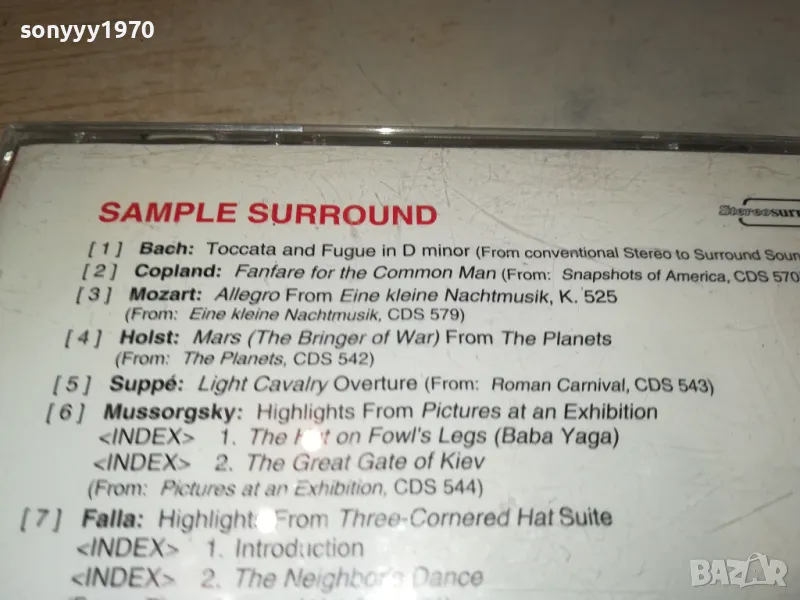 sonyyy1970
SAMPLE SURROUND
[1] Bach: Toccata and Fugue in D minor (From conventional Stereo to Surround Soun
[2] Copland: Fanfare for the Common Man (From: Snapshots of America, CDS 570
[3] Mozart: Allegro From Eine kleine Nachtmusik, K. 525
(From: Eine kleine Nachtmusik, CDS 579)
[4] Holst: Mars (The Bringer of War) From The Planets
(From: The Planets, CDS 542)
[5] Suppé: Light Cavalry Overture (From: Roman Carnival, CDS 543)
[6] Mussorgsky: Highlights From Pictures at an Exhibition
<INDEX> 1. The Hut on Fowl's Legs (Baba Yaga)
<INDEX> 2. The Great Gate of Kiev
(From: Pictures at an Exhibition, CDS 544)
[7] Falla: Highlights From Three-Cornered Hat Suite
<INDEX> 1. Introduction
<INDEX> 2. The Neighbor's Dance
BAZAR